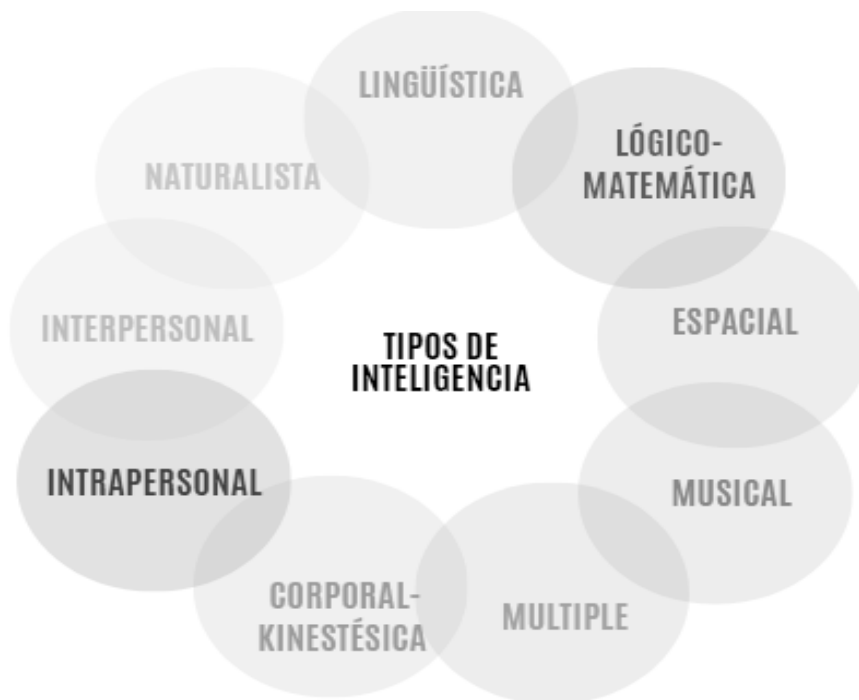 LINGÜÍSTICA
LÓGICO-
MATEMÁTICA
ESPACIAL
MUSICAL
MULTIPLE
CORPORAL-
KINESTÉSICA
INTRAPERSONAL
INTERPERSONAL
NATURALISTA
TIPOS DE
INTELIGENCIA